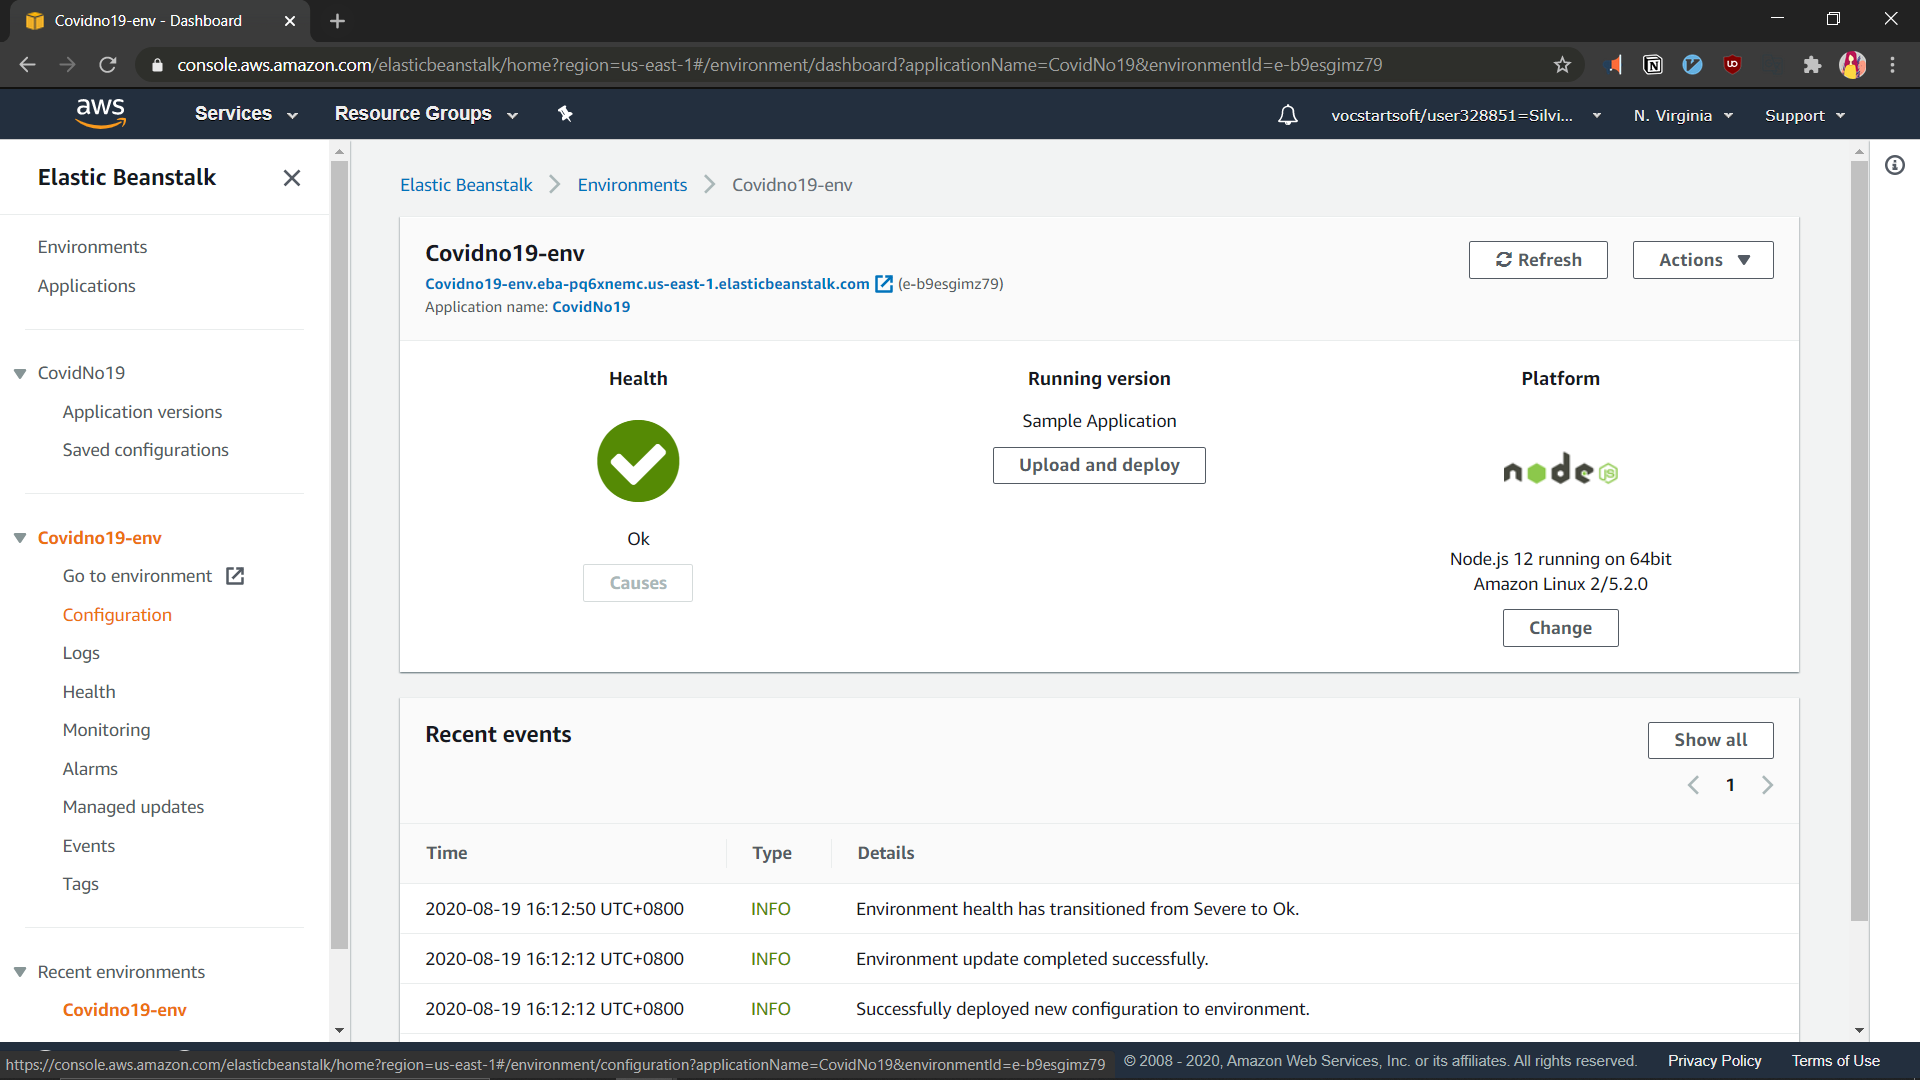 Covidno19-env - Dashboard
console.aws.amazon.com/elasticbeanstalk/home?region=us-east-1#/environment/dashboard?applicationName=CovidNo19&environmentId=e-b9esgimz79
aws
Services
Resource Groups
vocstartsoft/user328851=Silvi...
N. Virginia
Support
Elastic Beanstalk
Environments
Applications
CovidNo19
Application versions
Saved configurations
Covidno19-env
Go to environment
Configuration
Logs
Health
Monitoring
Alarms
Managed updates
Events
Tags
Recent environments
Covidno19-env
Elastic Beanstalk > Environments > Covidno19-env
Covidno19-env
Covidno19-env.eba-pq6xnemc.us-east-1.elasticbeanstalk.com (e-b9esgimz79)
Application name: CovidNo19
Refresh
Actions
Health
Ok
Causes
Running version
Sample Application
Upload and deploy
Platform
node JS
Node.js 12 running on 64bit
Amazon Linux 2/5.2.0
Change
Recent events
Show all
1
Time Type Details
2020-08-19 16:12:50 UTC+0800 INFO Environment health has transitioned from Severe to Ok.
2020-08-19 16:12:12 UTC+0800 INFO Environment update completed successfully.
2020-08-19 16:12:12 UTC+0800 INFO Successfully deployed new configuration to environment.
https://console.aws.amazon.com/elasticbeanstalk/home?region=us-east-1#/environment/configuration?applicationName=CovidNo19&environmentId=e-b9esgimz79
© 2008 - 2020, Amazon Web Services, Inc. or its affiliates. All rights reserved.
Privacy Policy
Terms of Use